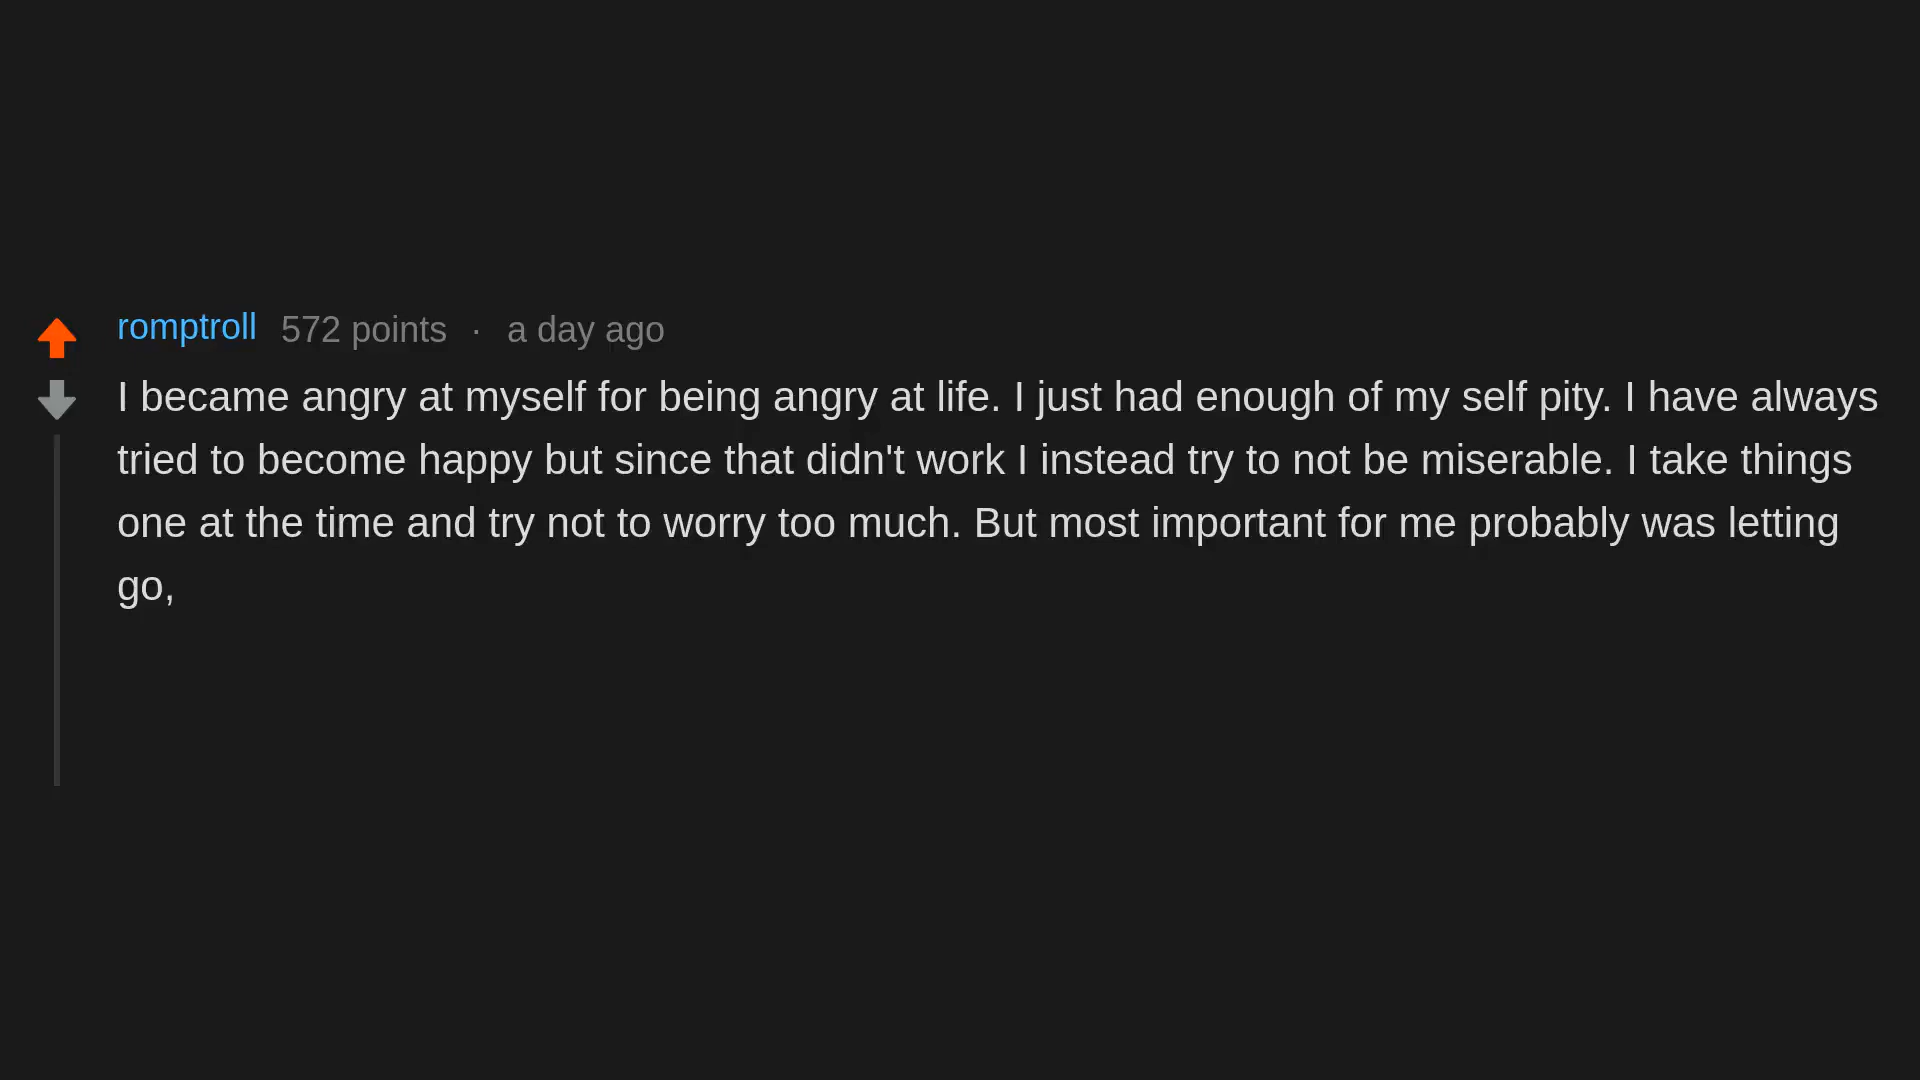 romptroll 572 points · a day ago
I became angry at myself for being angry at life. I just had enough of my self pity. I have always
tried to become happy but since that didn't work I instead try to not be miserable. I take things
one at the time and try not to worry too much. But most important for me probably was letting
go,